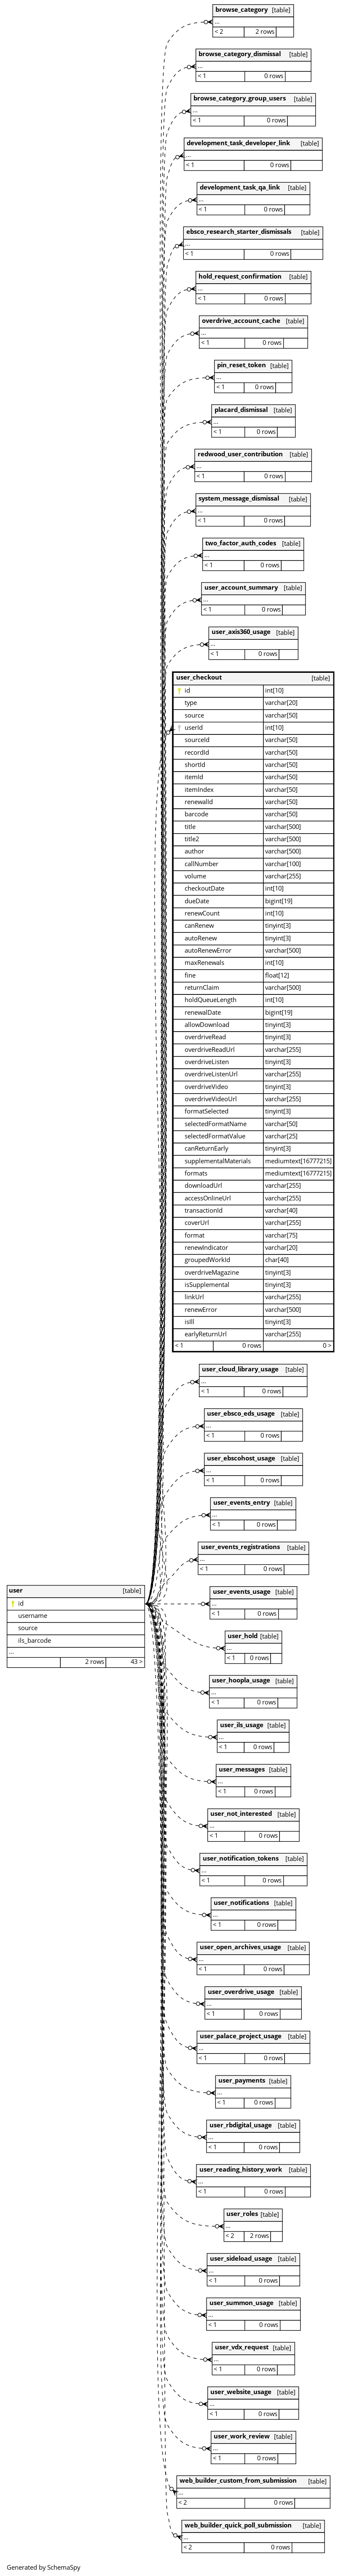 browse_category [table]
...
< 2 2 rows
browse_category_dismissal [table]
...
< 1 0 rows
browse_category_group_users [table]
...
< 1 0 rows
development_task_developer_link [table]
...
< 1 0 rows
development_task_qa_link [table]
...
< 1 0 rows
ebsco_research_starter_dismissals [table]
...
< 1 0 rows
hold_request_confirmation [table]
...
< 1 0 rows
overdrive_account_cache [table]
...
< 1 0 rows
pin_reset_token [table]
...
< 1 0 rows
placard_dismissal [table]
...
< 1 0 rows
redwood_user_contribution [table]
...
< 1 0 rows
system_message_dismissal [table]
...
< 1 0 rows
two_factor_auth_codes [table]
...
< 1 0 rows
user_account_summary [table]
...
< 1 0 rows
user_axis360_usage [table]
...
< 1 0 rows
user_checkout [table]
id int[10]
type varchar[20]
source varchar[50]
userId int[10]
sourceId varchar[50]
recordId varchar[50]
shortId varchar[50]
itemId varchar[50]
itemIndex varchar[50]
renewalId varchar[50]
barcode varchar[50]
title varchar[500]
title2 varchar[500]
author varchar[500]
callNumber varchar[100]
volume varchar[255]
checkoutDate int[10]
dueDate bigint[19]
renewCount int[10]
canRenew tinyint[3]
autoRenew tinyint[3]
autoRenewError varchar[500]
maxRenewals int[10]
fine float[12]
returnClaim varchar[500]
holdQueueLength int[10]
renewalDate bigint[19]
allowDownload tinyint[3]
overdriveRead tinyint[3]
overdriveReadUrl varchar[255]
overdriveListen tinyint[3]
overdriveListenUrl varchar[255]
overdriveVideo tinyint[3]
overdriveVideoUrl varchar[255]
formatSelected tinyint[3]
selectedFormatName varchar[50]
selectedFormatValue varchar[25]
canReturnEarly tinyint[3]
supplementalMaterials mediumtext[16777215]
formats mediumtext[16777215]
downloadUrl varchar[255]
accessOnlineUrl varchar[255]
transactionId varchar[40]
coverUrl varchar[255]
format varchar[75]
renewIndicator varchar[20]
groupedWorkId char[40]
overdriveMagazine tinyint[3]
isSupplemental tinyint[3]
linkUrl varchar[255]
renewError varchar[500]
isIll tinyint[3]
earlyReturnUrl varchar[255]
< 1 0 rows 0 >
user_cloud_library_usage [table]
...
< 1 0 rows
user_ebsco_eds_usage [table]
...
< 1 0 rows
user_ebscohost_usage [table]
...
< 1 0 rows
user_events_entry [table]
...
< 1 0 rows
user_events_registrations [table]
...
< 1 0 rows
user [table]
id
username
source
ils_barcode
...
2 rows 43 >
user_events_usage [table]
...
< 1 0 rows
user_hold [table]
...
< 1 0 rows
user_hoopla_usage [table]
...
< 1 0 rows
user_ils_usage [table]
...
< 1 0 rows
user_messages [table]
...
< 1 0 rows
user_not_interested [table]
...
< 1 0 rows
user_notification_tokens [table]
...
< 1 0 rows
user_notifications [table]
...
< 1 0 rows
user_open_archives_usage [table]
...
< 1 0 rows
user_overdrive_usage [table]
...
< 1 0 rows
user_palace_project_usage [table]
...
< 1 0 rows
user_payments [table]
...
< 1 0 rows
user_rbdigital_usage [table]
...
< 1 0 rows
user_reading_history_work [table]
...
< 1 0 rows
user_roles [table]
...
< 2 2 rows
user_sideload_usage [table]
...
< 1 0 rows
user_summon_usage [table]
...
< 1 0 rows
user_vdx_request [table]
...
< 1 0 rows
user_website_usage [table]
...
< 1 0 rows
user_work_review [table]
...
< 1 0 rows
web_builder_custom_from_submission [table]
...
< 2 0 rows
web_builder_quick_poll_submission [table]
...
< 2 0 rows
Generated by SchemaSpy